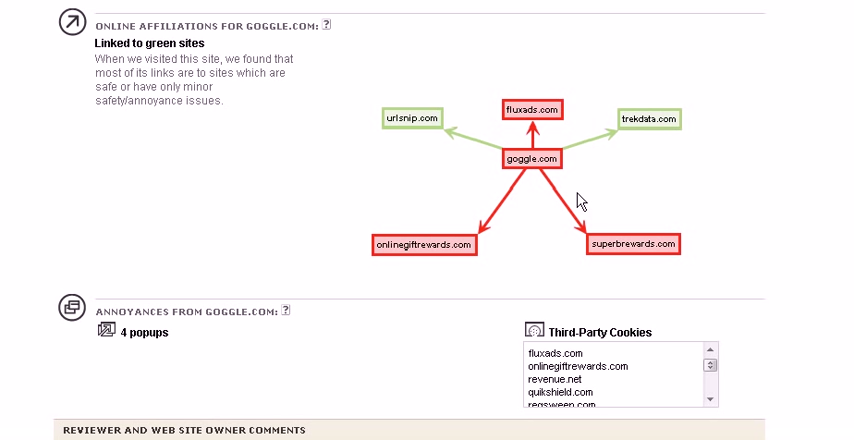 ONLINE AFFILIATIONS FOR GOGGLE.COM: ?
Linked to green sites
When we visited this site, we found that
most of its links are to sites which are
safe or have only minor
safety/annoyance issues.
fluxads.com
urlsnip.com
trekdata.com
goggle.com
onlinegiftrewards.com
superbrewards.com
ANNOYANCES FROM GOGGLE.COM: ?
4 popups
Third-Party Cookies
fluxads.com
onlinegiftrewards.com
revenue.net
quikshield.com
regsweep.com
REVIEWER AND WEB SITE OWNER COMMENTS